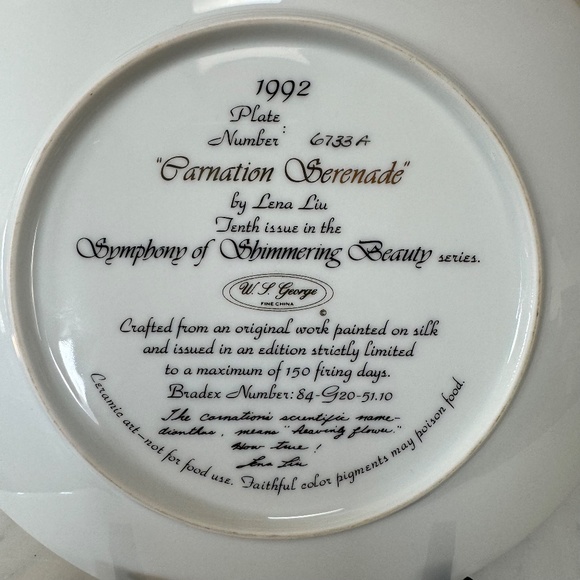 1992
Plate
Number : 6733A
"Carnation Serenade"
by Lena Liu
Tenth issue in the
Symphony of Shimmering Beauty series.
W. S. George
FINE CHINA
©
Crafted from an original work painted on silk
and issued in an edition strictly limited
to a maximum of 150 firing days.
Bradex Number: 84-G20-51.10
The carnation's scientific name-
dianthus, means "heavenly flower."
How true!
Lena Liu
Ceramic art—not for food use. Faithful color pigments may poison food.